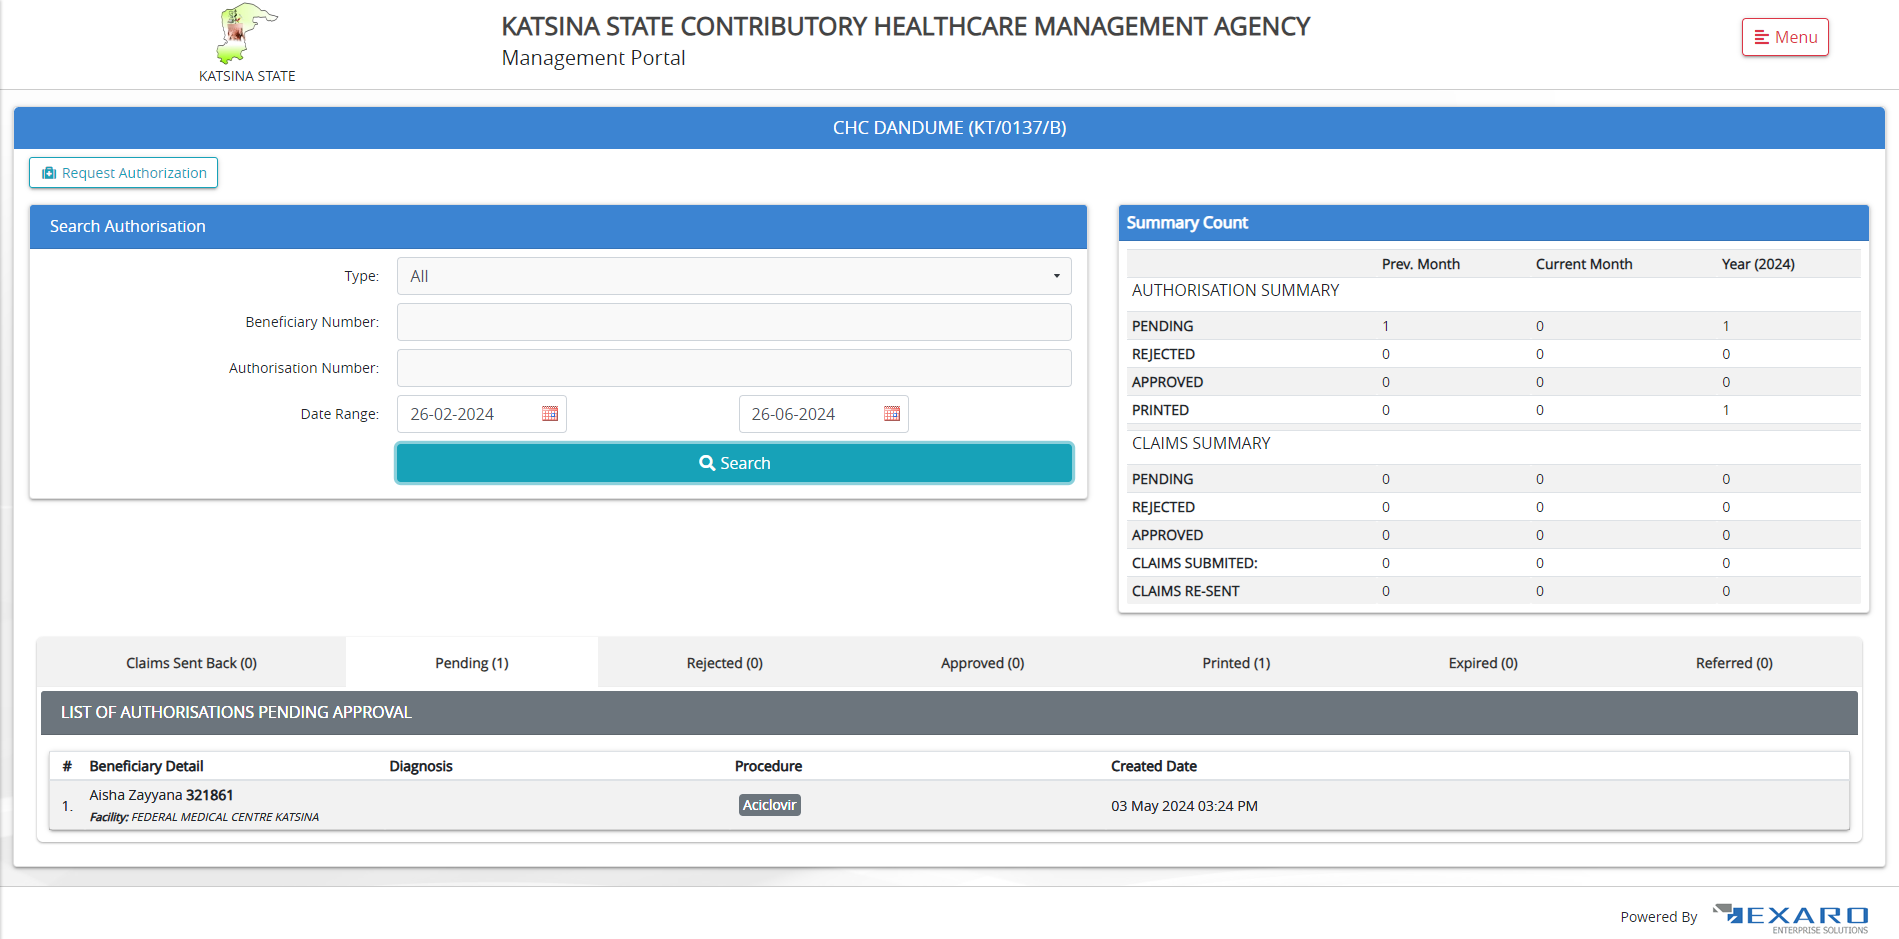 KATSINA STATE
KATSINA STATE CONTRIBUTORY HEALTHCARE MANAGEMENT AGENCY
Management Portal
Menu
CHC DANDUME (KT/0137/B)
Request Authorization
Search Authorisation
Type: All
Beneficiary Number:
Authorisation Number:
Date Range: 26-02-2024 26-06-2024
Search
Summary Count
Prev. Month Current Month Year (2024)
AUTHORISATION SUMMARY
PENDING 1 0 1
REJECTED 0 0 0
APPROVED 0 0 0
PRINTED 0 0 1
CLAIMS SUMMARY
PENDING 0 0 0
REJECTED 0 0 0
APPROVED 0 0 0
CLAIMS SUBMITED: 0 0 0
CLAIMS RE-SENT 0 0 0
Claims Sent Back (0) Pending (1) Rejected (0) Approved (0) Printed (1) Expired (0) Referred (0)
LIST OF AUTHORISATIONS PENDING APPROVAL
# Beneficiary Detail Diagnosis Procedure Created Date
1. Aisha Zayyana 321861 Aciclovir 03 May 2024 03:24 PM
Facility: FEDERAL MEDICAL CENTRE KATSINA
Powered By EXARO
ENTERPRISE SOLUTIONS